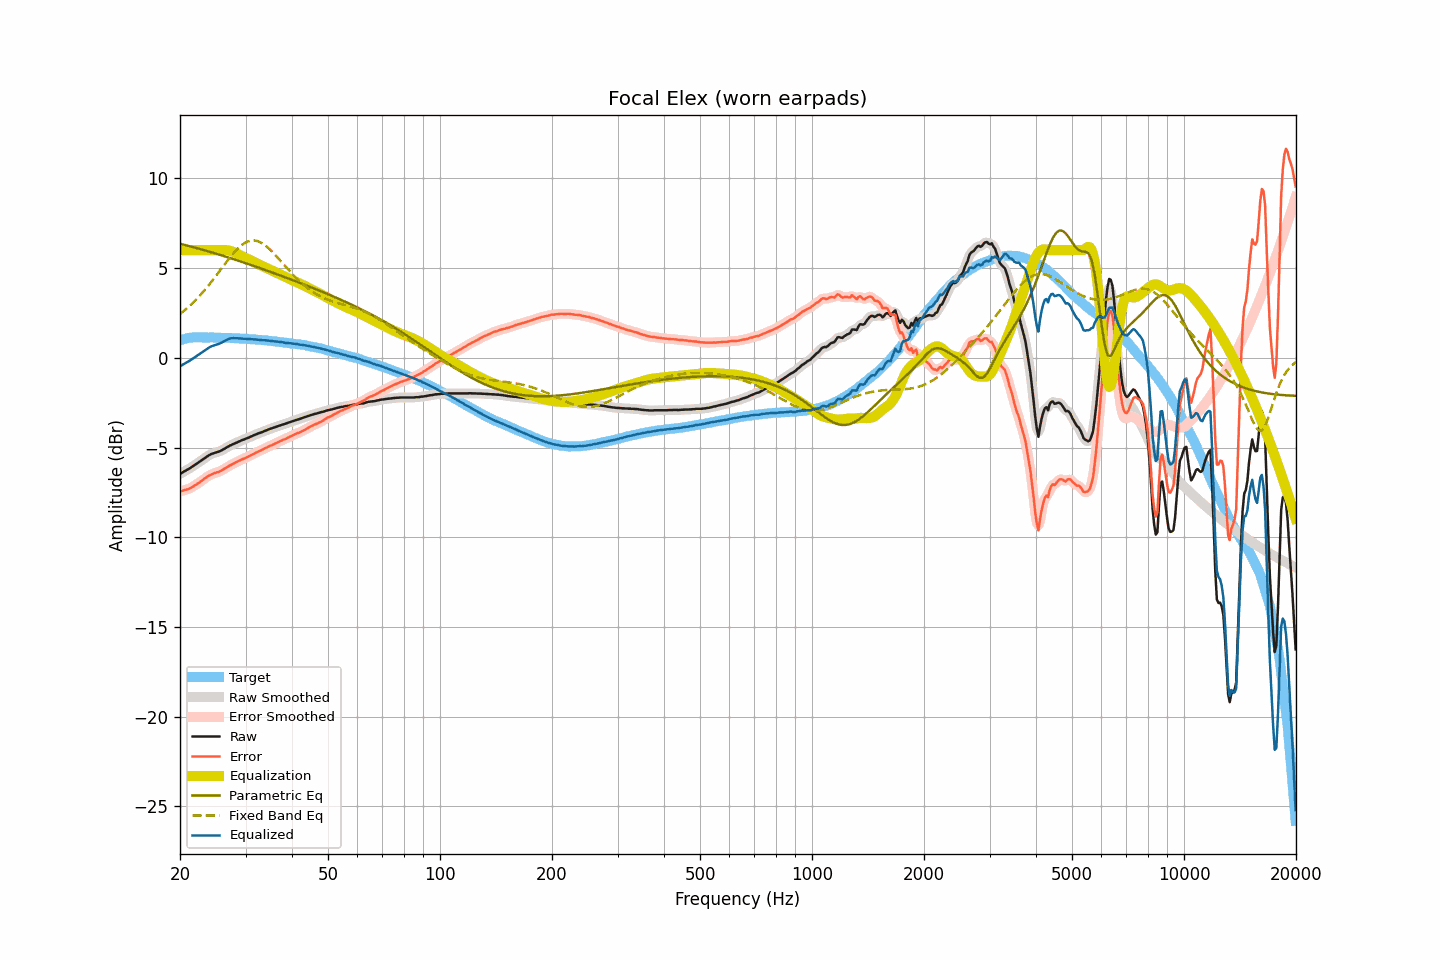 Focal Elex (worn earpads)
Amplitude (dBr)
10
5
0
−5
−10
−15
−20
−25
Target
Raw Smoothed
Error Smoothed
Raw
Error
Equalization
Parametric Eq
Fixed Band Eq
Equalized
20 50 100 200 500 1000 2000 5000 10000 20000
Frequency (Hz)